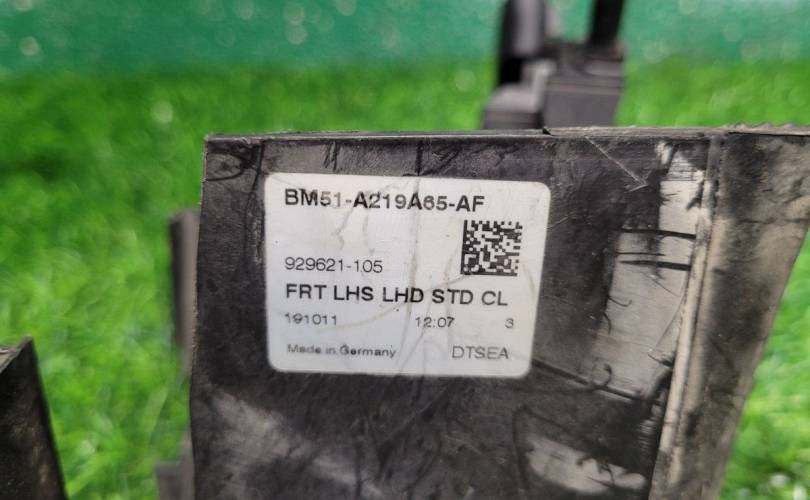 BM51-A219A65-AF
929621-105
FRT LHS LHD STD CL
191011 12:07 3
Made in Germany DTSEA